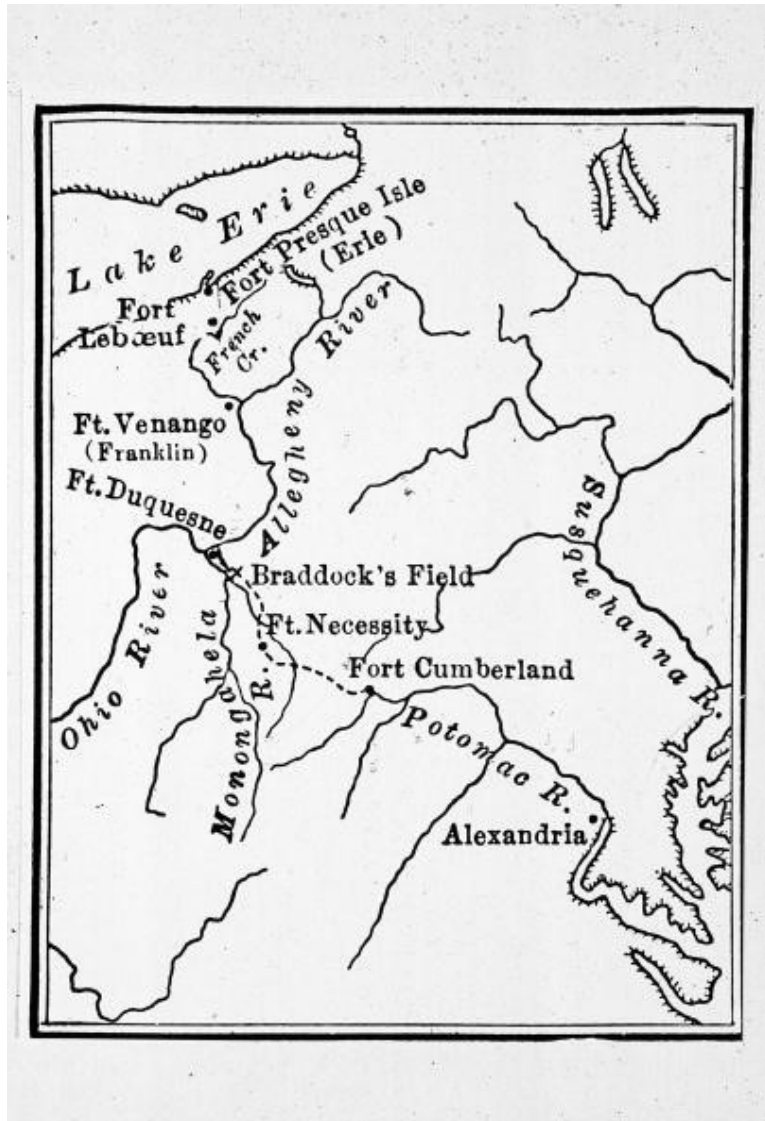 Lake Erie
Fort Presque Isle
(Erie)
Fort
Lebœuf
French
Cr.
Allegheny River
Ft. Venango
(Franklin)
Ft. Duquesne
Braddock's Field
Ft. Necessity
Fort Cumberland
Ohio River
Monongahela R.
Susquehanna R.
Potomac R.
Alexandria